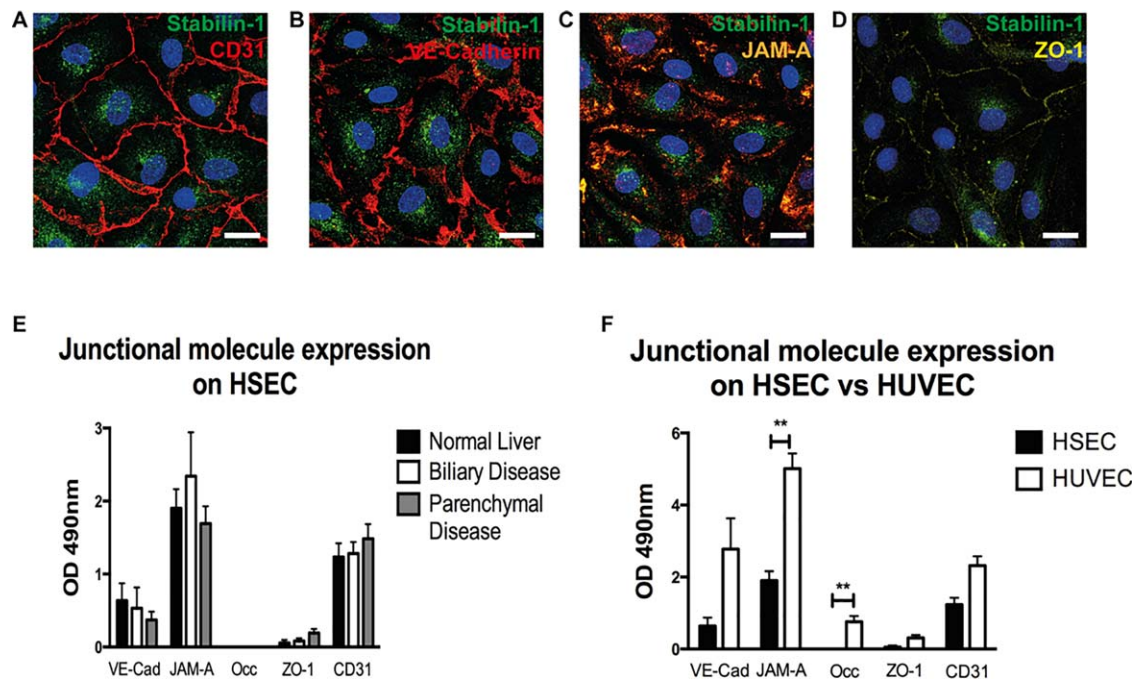 A
Stabilin-1
CD31
B
Stabilin-1
VE-Cadherin
C
Stabilin-1
JAM-A
D
Stabilin-1
ZO-1
E
Junctional molecule expression
on HSEC
OD 490nm
3
2
1
0
VE-Cad JAM-A Occ ZO-1 CD31
Normal Liver
Biliary Disease
Parenchymal
Disease
F
Junctional molecule expression
on HSEC vs HUVEC
OD 490nm
6
4
2
0
**
**
VE-Cad JAM-A Occ ZO-1 CD31
HSEC
HUVEC